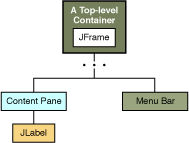 A Top-level
Container
JFrame
• • •
Content Pane
Menu Bar
JLabel